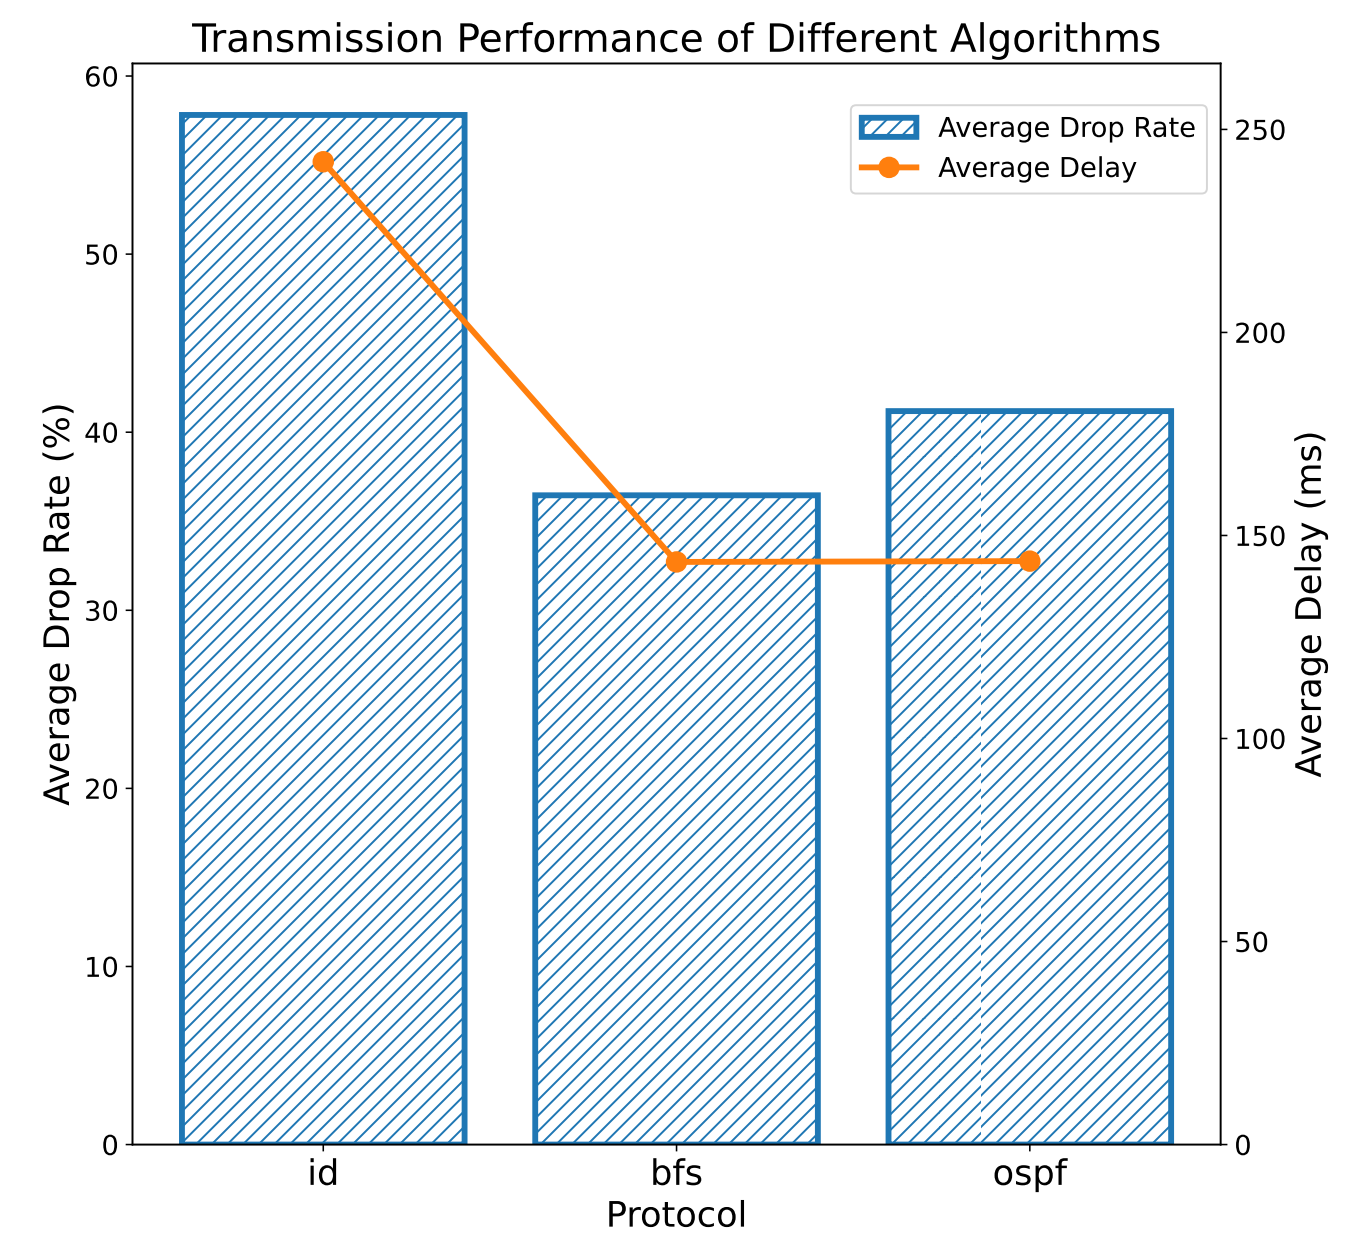 Transmission Performance of Different Algorithms
60
50
40
30
20
10
0
Average Drop Rate (%)
Average Drop Rate
Average Delay
250
200
150
100
50
0
Average Delay (ms)
id bfs ospf
Protocol